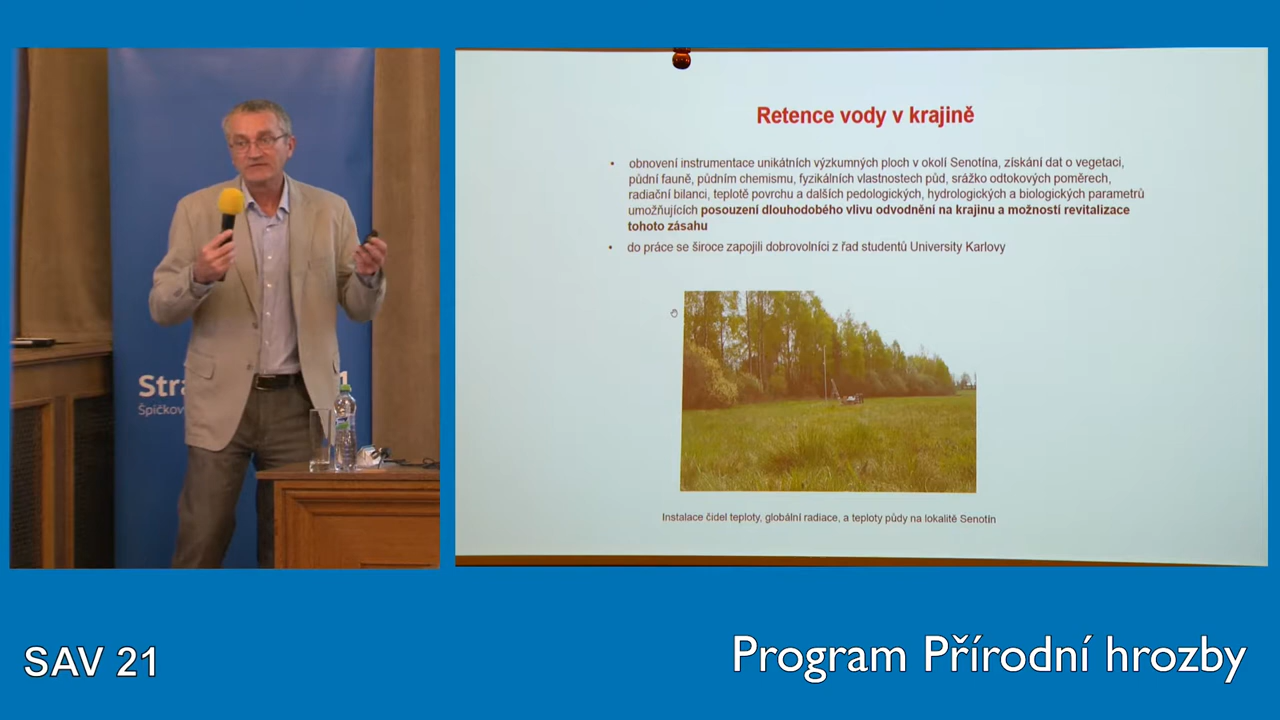 Retence vody v krajině
• obnovení instrumentace unikátních výzkumných ploch v okolí Senotína, získání dat o vegetaci,
půdní fauně, půdním chemismu, fyzikálních vlastnostech půd, srážko odtokových poměrech,
radiační bilanci, teplotě povrchu a dalších pedologických, hydrologických a biologických parametrů
umožňujících posouzení dlouhodobého vlivu odvodnění na krajinu a možnosti revitalizace
tohoto zásahu
• do práce se široce zapojili dobrovolníci z řad studentů University Karlovy
Instalace čidel teploty, globální radiace, a teploty půdy na lokalitě Senotín
Str
Špičkov
SAV 21
Program Přírodní hrozby